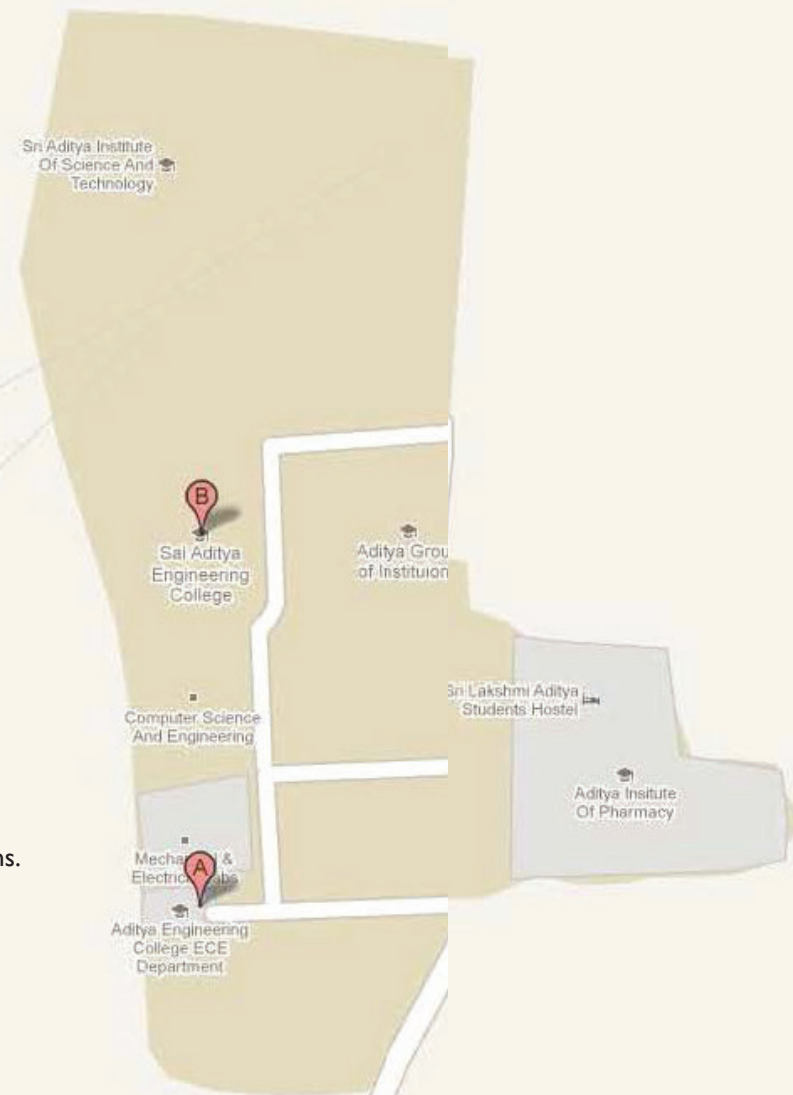 Sri Aditya Institute
Of Science And
Technology
B
Sai Aditya
Engineering
College
Aditya Grou
of Instituion
Computer Science
And Engineering
Sri Lakshmi Aditya
Students Hostel
Aditya Insitute
Of Pharmacy
ns.
&
A
Aditya Engineering
College ECE
Department